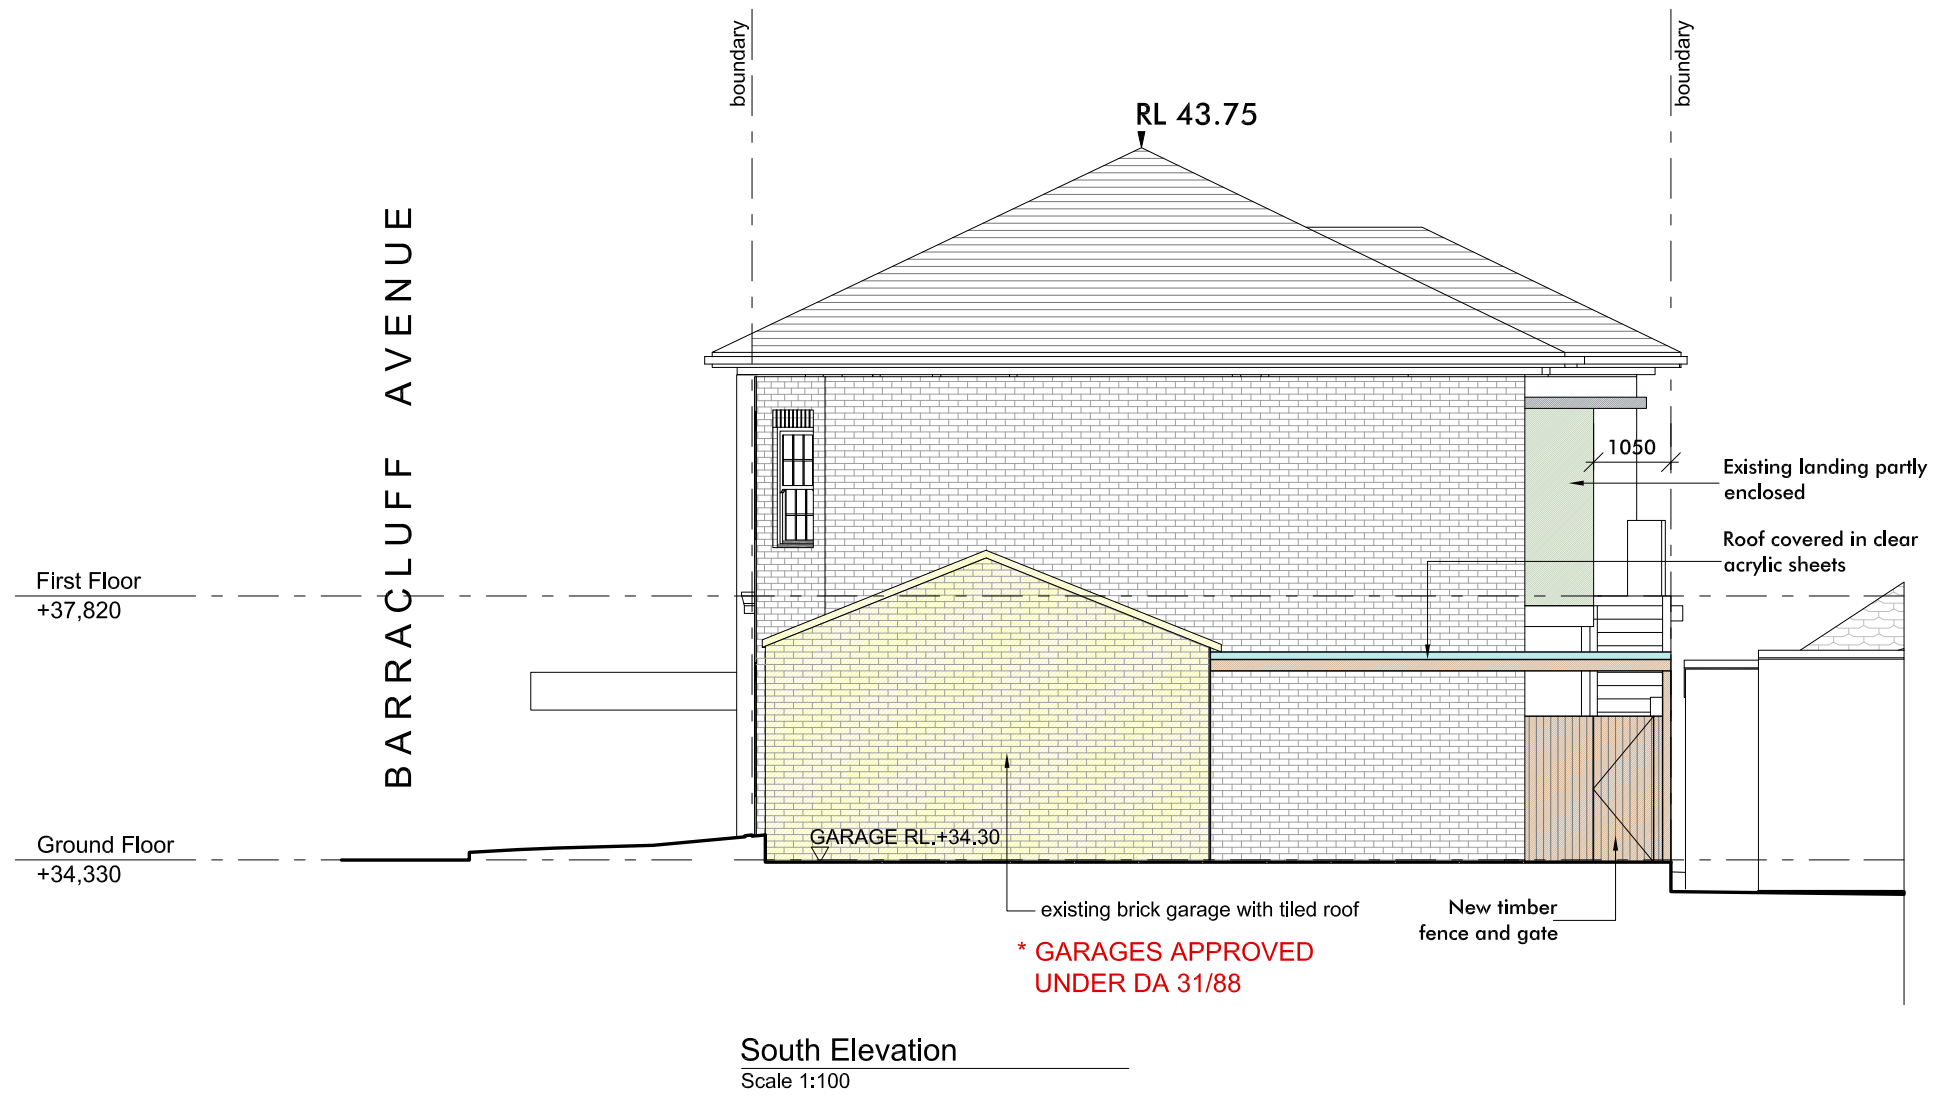 boundary
boundary
RL 43.75
BARRACLUFF AVENUE
1050
Existing landing partly
enclosed
Roof covered in clear
acrylic sheets
First Floor
+37,820
GARAGE RL.+34.30
Ground Floor
+34,330
existing brick garage with tiled roof
New timber
fence and gate
* GARAGES APPROVED
UNDER DA 31/88
South Elevation
Scale 1:100